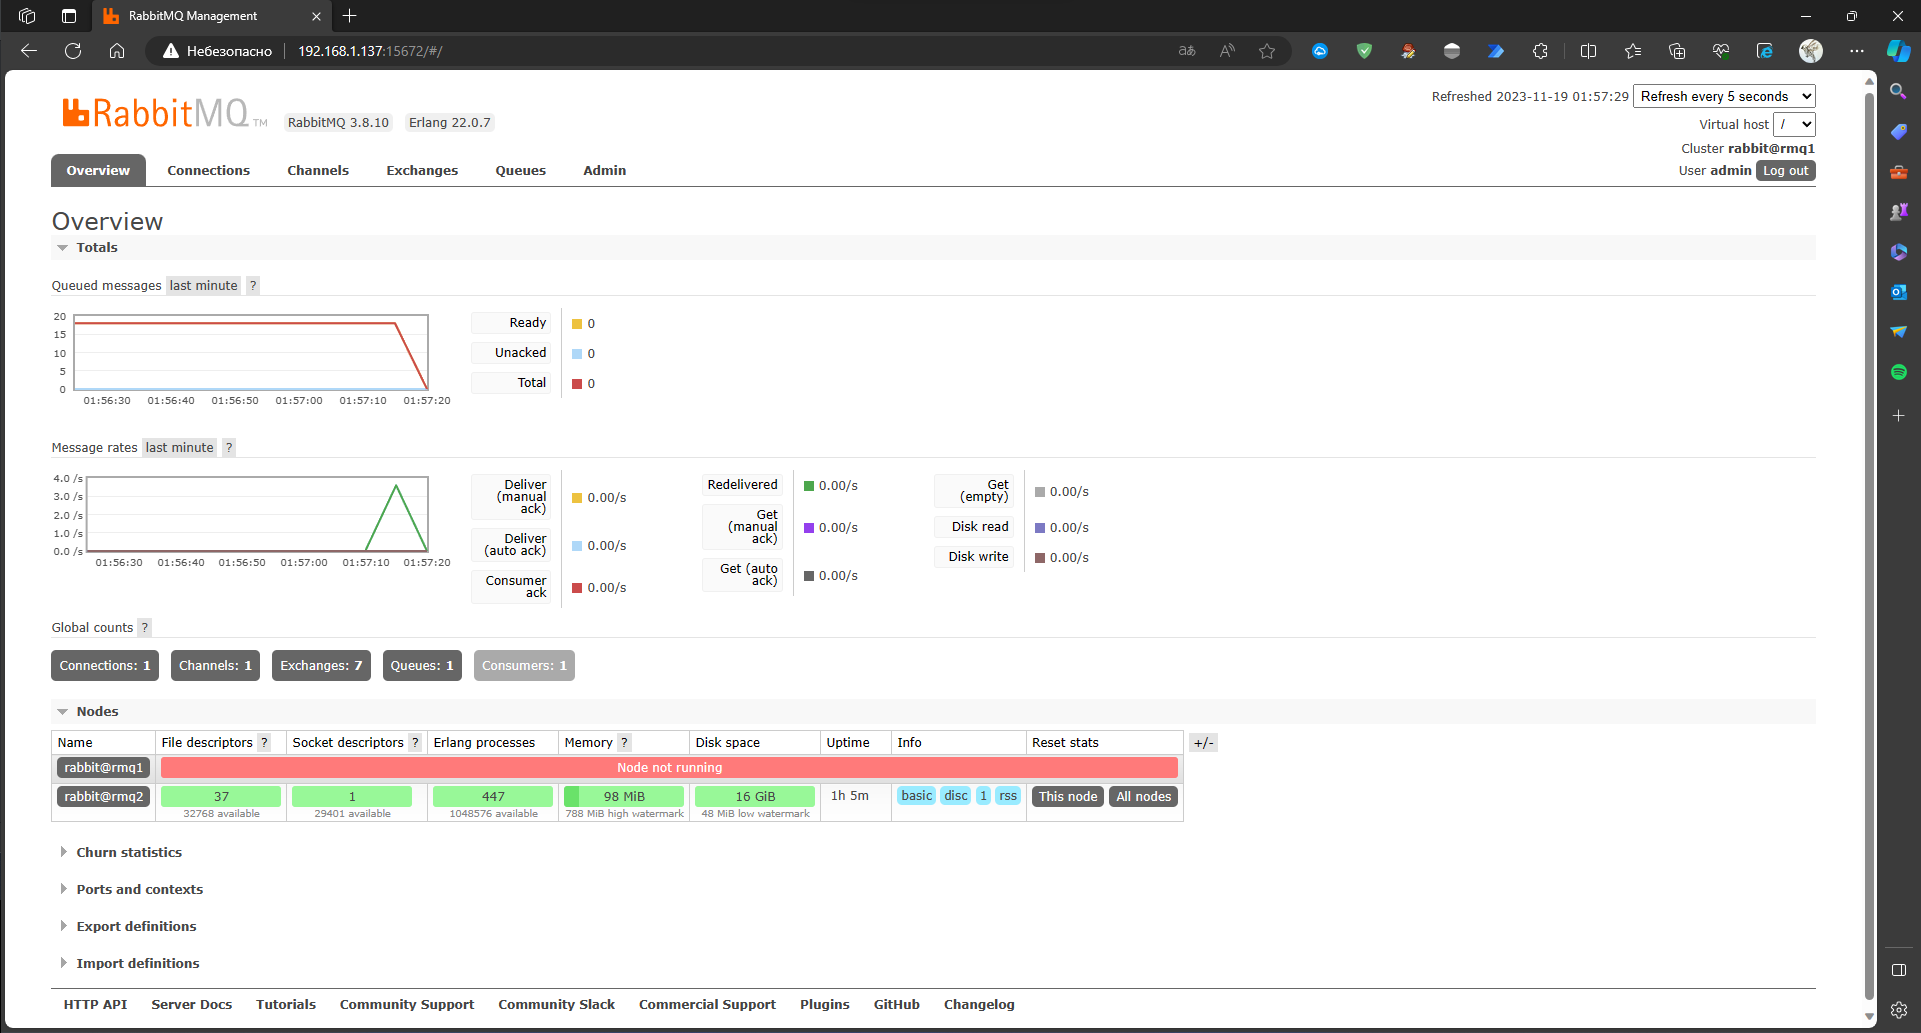 RabbitMQ Management
Небезопасно 192.168.1.137:15672/#/
RabbitMQ TM RabbitMQ 3.8.10 Erlang 22.0.7
Refreshed 2023-11-19 01:57:29 Refresh every 5 seconds
Virtual host /
Cluster rabbit@rmq1
User admin Log out
Overview Connections Channels Exchanges Queues Admin
Overview
Totals
Queued messages last minute ?
20
15
10
5
0
01:56:30 01:56:40 01:56:50 01:57:00 01:57:10 01:57:20
Ready 0
Unacked 0
Total 0
Message rates last minute ?
4.0 /s
3.0 /s
2.0 /s
1.0 /s
0.0 /s
01:56:30 01:56:40 01:56:50 01:57:00 01:57:10 01:57:20
Deliver
(manual
ack)
0.00/s
Deliver
(auto ack)
0.00/s
Consumer
ack
0.00/s
Redelivered 0.00/s
Get
(manual
ack)
0.00/s
Get (auto
ack)
0.00/s
Get
(empty)
0.00/s
Disk read 0.00/s
Disk write 0.00/s
Global counts ?
Connections: 1 Channels: 1 Exchanges: 7 Queues: 1 Consumers: 1
Nodes
Name File descriptors ? Socket descriptors ? Erlang processes Memory ? Disk space Uptime Info Reset stats +/-
rabbit@rmq1 Node not running
rabbit@rmq2 37 1 447 98 MiB 16 GiB 1h 5m basic disc 1 rss This node All nodes
32768 available 29401 available 1048576 available 788 MiB high watermark 48 MiB low watermark
Churn statistics
Ports and contexts
Export definitions
Import definitions
HTTP API Server Docs Tutorials Community Support Community Slack Commercial Support Plugins GitHub Changelog